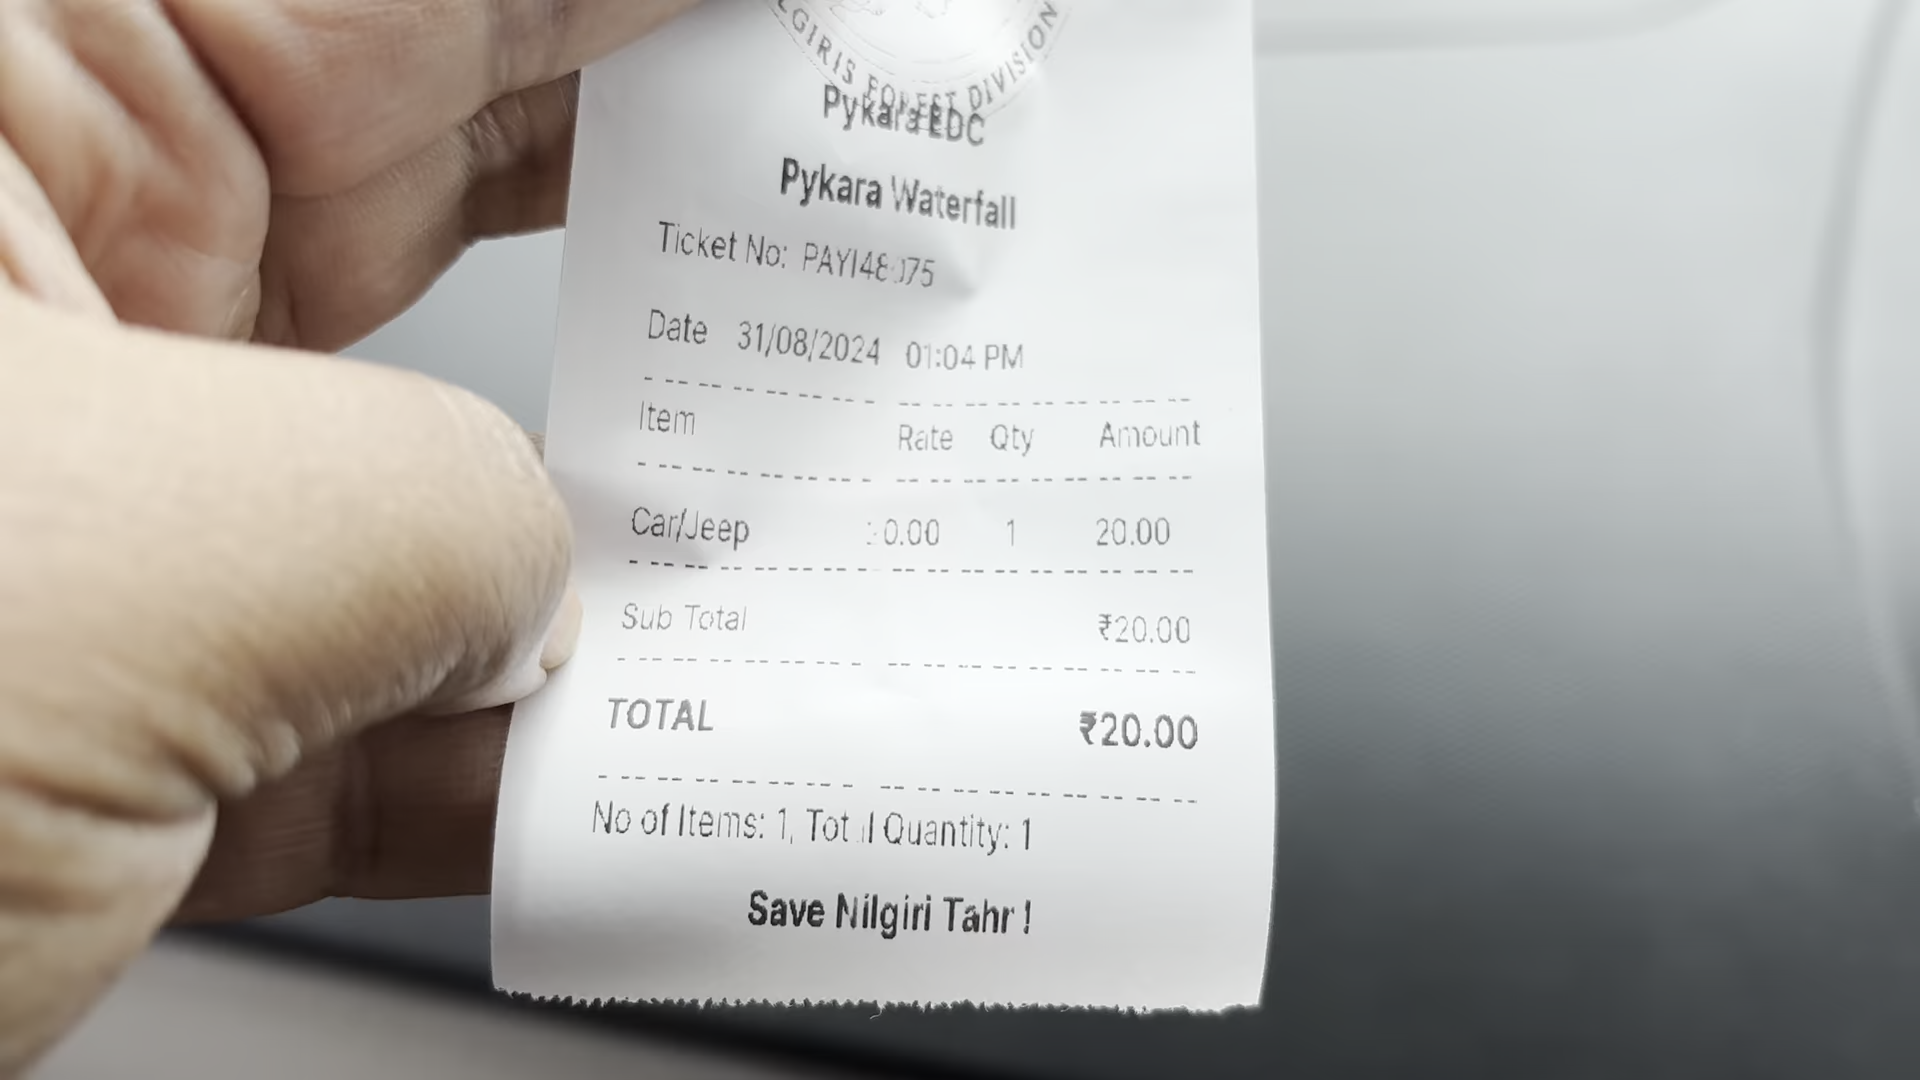 FOREST DIVISION
Pykara EDC
Pykara Waterfall
Ticket No:
Date 31/08/2024 01:04 PM
Item Rate Qty Amount
Car/Jeep 1 20.00
Sub Total ₹20.00
TOTAL ₹20.00
No of Items: 1, Total Quantity: 1
Save Nilgiri Tahr !